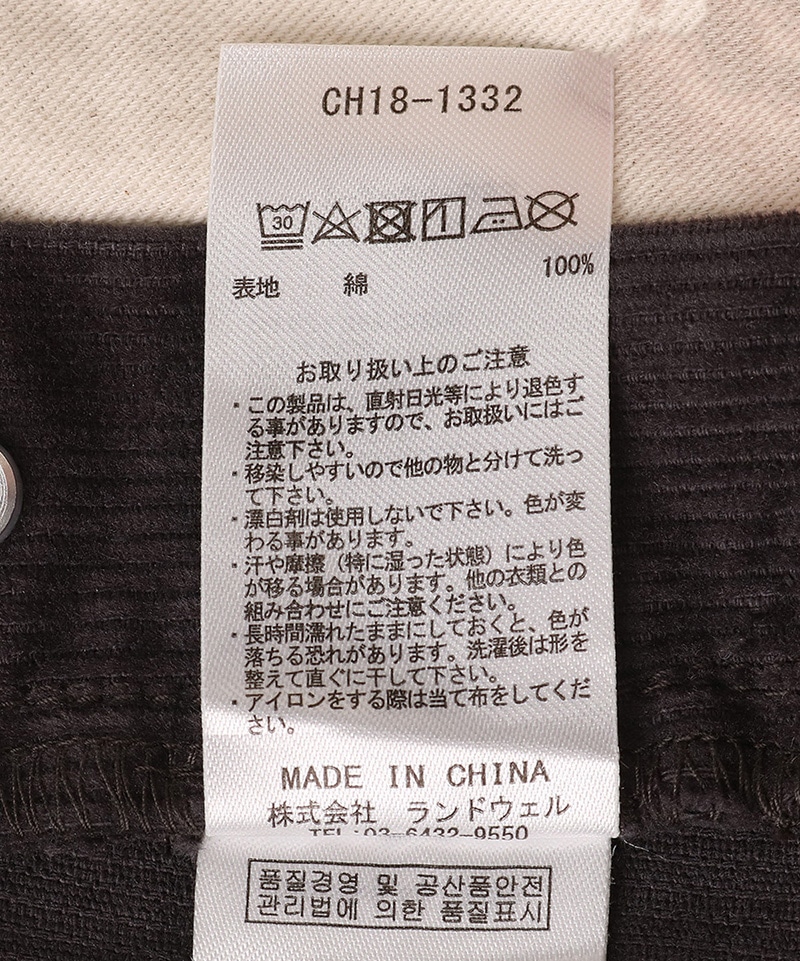 CH18-1332
30
100%
表地 綿
お取り扱い上のご注意
・この製品は、直射日光等により退色す
る事がありますので、お取扱いにはご
注意下さい。
・移染しやすいので他の物と分けて洗っ
て下さい。
・漂白剤は使用しないで下さい。色が変
わる事があります。
・汗や摩擦（特に湿った状態）により色
が移る場合があります。他の衣類との
組み合わせにご注意ください。
・長時間濡れたままにしておくと、色が
落ちる恐れがあります。洗濯後は形を
整えて直ぐに干して下さい。
・アイロンをする際は当て布をしてくだ
さい。
MADE IN CHINA
株式会社 ランドウェル
TEL:03-6432-9550
품질경영 및 공산품안전
관리법에 의한 품질표시